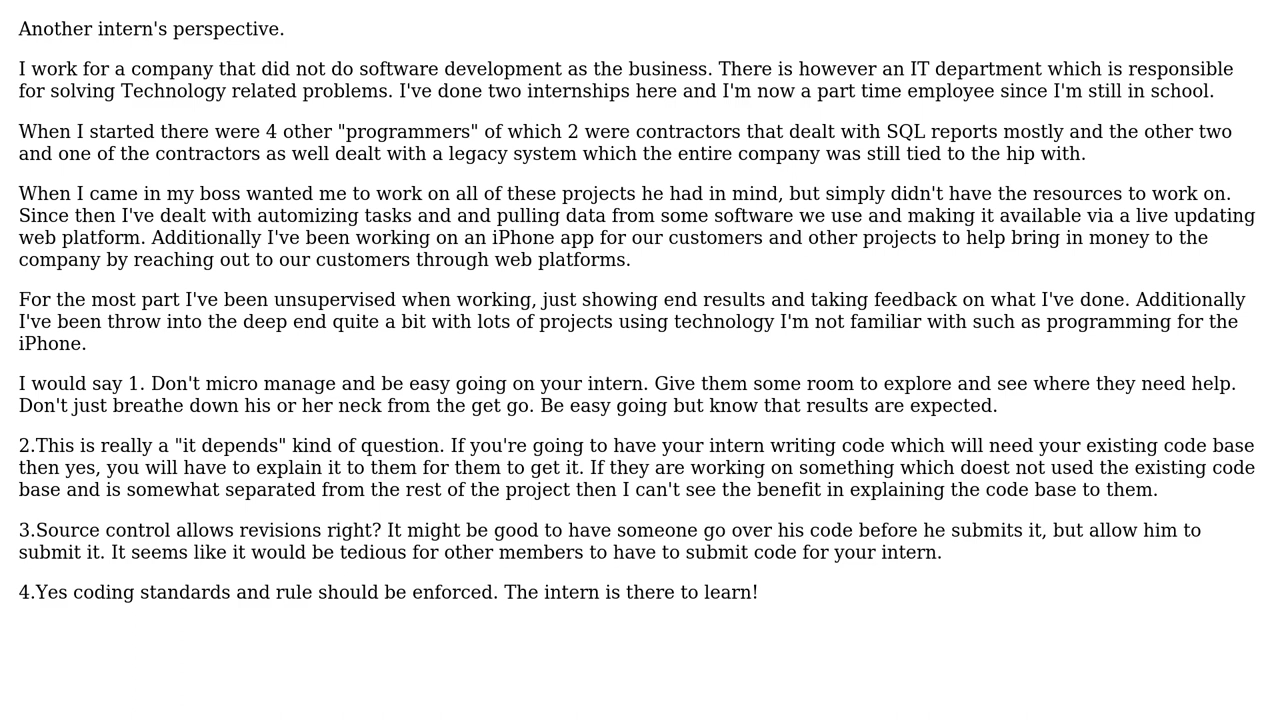 Another intern's perspective.
I work for a company that did not do software development as the business. There is however an IT department which is responsible
for solving Technology related problems. I've done two internships here and I'm now a part time employee since I'm still in school.
When I started there were 4 other "programmers" of which 2 were contractors that dealt with SQL reports mostly and the other two
and one of the contractors as well dealt with a legacy system which the entire company was still tied to the hip with.
When I came in my boss wanted me to work on all of these projects he had in mind, but simply didn't have the resources to work on.
Since then I've dealt with automizing tasks and and pulling data from some software we use and making it available via a live updating
web platform. Additionally I've been working on an iPhone app for our customers and other projects to help bring in money to the
company by reaching out to our customers through web platforms.
For the most part I've been unsupervised when working, just showing end results and taking feedback on what I've done. Additionally
I've been throw into the deep end quite a bit with lots of projects using technology I'm not familiar with such as programming for the
iPhone.
I would say 1. Don't micro manage and be easy going on your intern. Give them some room to explore and see where they need help.
Don't just breathe down his or her neck from the get go. Be easy going but know that results are expected.
2.This is really a "it depends" kind of question. If you're going to have your intern writing code which will need your existing code base
then yes, you will have to explain it to them for them to get it. If they are working on something which doest not used the existing code
base and is somewhat separated from the rest of the project then I can't see the benefit in explaining the code base to them.
3.Source control allows revisions right? It might be good to have someone go over his code before he submits it, but allow him to
submit it. It seems like it would be tedious for other members to have to submit code for your intern.
4.Yes coding standards and rule should be enforced. The intern is there to learn!